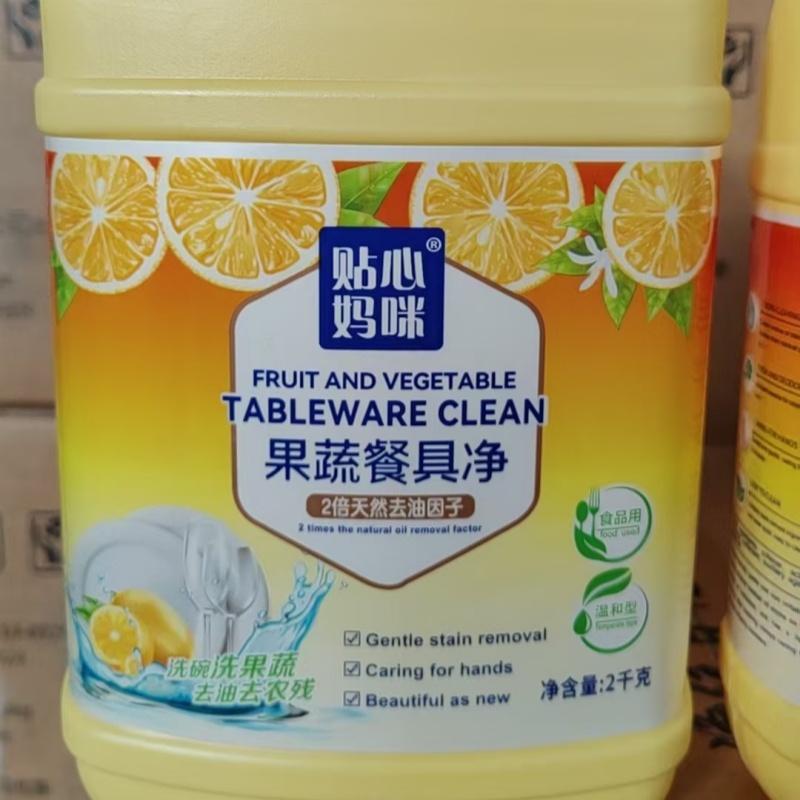 贴心®
妈咪
FRUIT AND VEGETABLE
TABLEWARE CLEAN
果蔬餐具净
2倍天然去油因子
2 times the natural oil removal factor
食品用
food used
温和型
Temperate type
洗碗洗果蔬
去油去农残
Gentle stain removal
Caring for hands
Beautiful as new
净含量:2千克